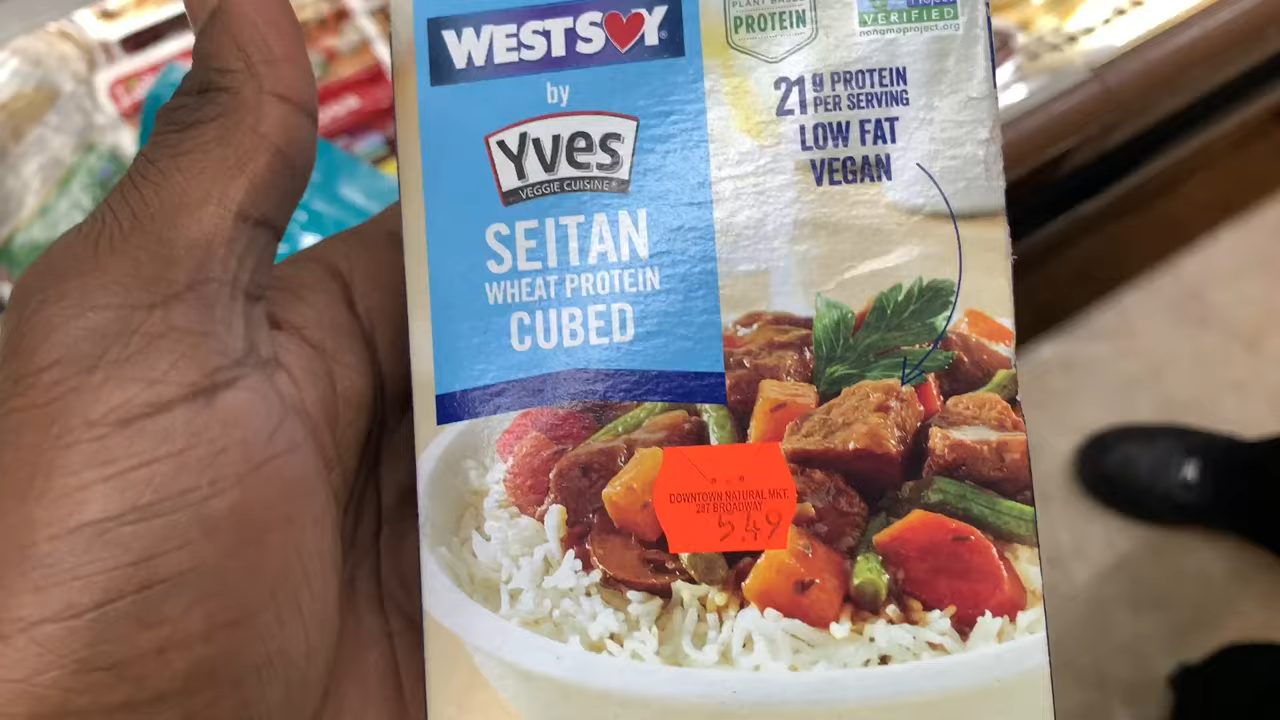 WESTSOY®
by
Yves
VEGGIE CUISINE®
SEITAN
WHEAT PROTEIN
CUBED
PROTEIN
VERIFIED
nongmoproject.org
21g PROTEIN
PER SERVING
LOW FAT
VEGAN
DOWNTOWN NATURAL MKT.
287 BROADWAY
5.49